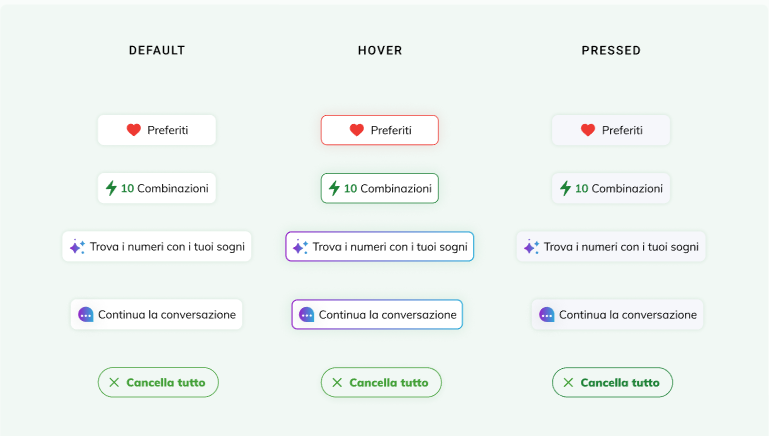 DEFAULT HOVER PRESSED
Preferiti Preferiti Preferiti
10 Combinazioni 10 Combinazioni 10 Combinazioni
Trova i numeri con i tuoi sogni Trova i numeri con i tuoi sogni Trova i numeri con i tuoi sogni
Continua la conversazione Continua la conversazione Continua la conversazione
Cancella tutto Cancella tutto Cancella tutto